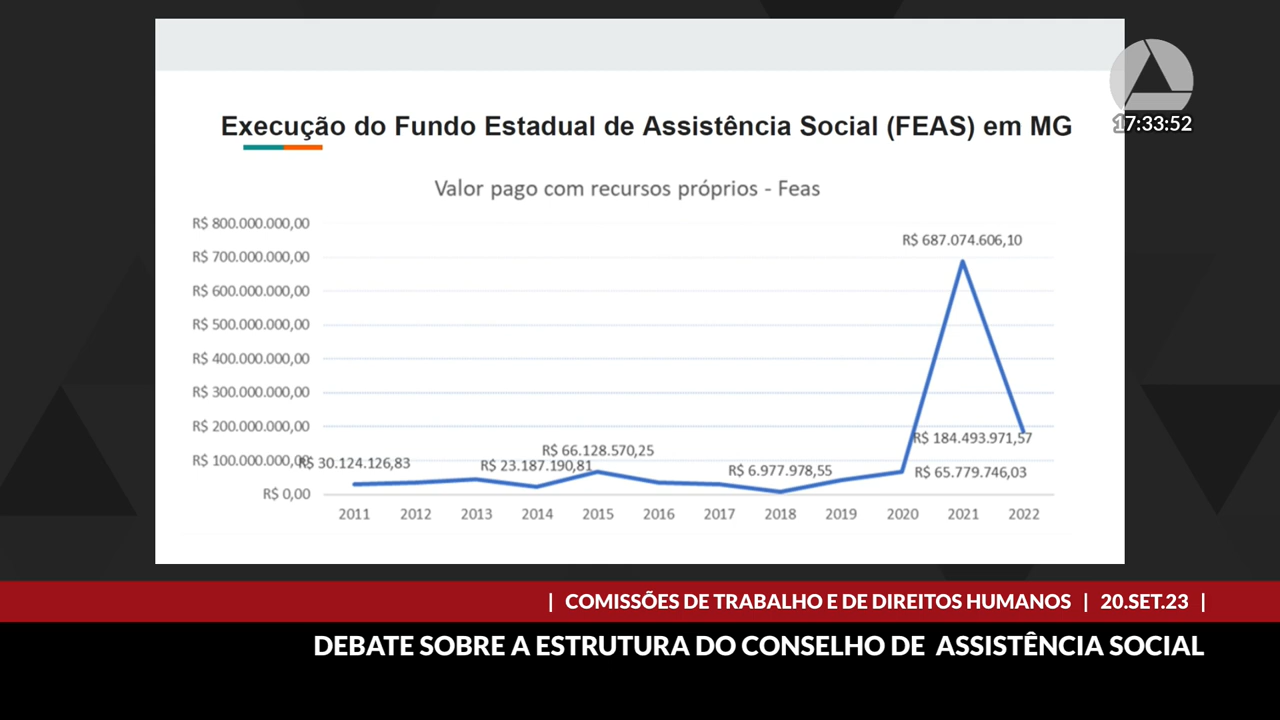 Execução do Fundo Estadual de Assistência Social (FEAS) em MG
17:33:52
Valor pago com recursos próprios - Feas
R$ 800.000.000,00
R$ 687.074.606,10
R$ 700.000.000,00
R$ 600.000.000,00
R$ 500.000.000,00
R$ 400.000.000,00
R$ 300.000.000,00
R$ 200.000.000,00
R$ 184.493.971,57
R$ 66.128.570,25
R$ 100.000.000,00
R$ 30.124.126,83
R$ 23.187.190,81
R$ 6.977.978,55
R$ 65.779.746,03
R$ 0,00
2011 2012 2013 2014 2015 2016 2017 2018 2019 2020 2021 2022
| COMISSÕES DE TRABALHO E DE DIREITOS HUMANOS | 20.SET.23 |
DEBATE SOBRE A ESTRUTURA DO CONSELHO DE ASSISTÊNCIA SOCIAL